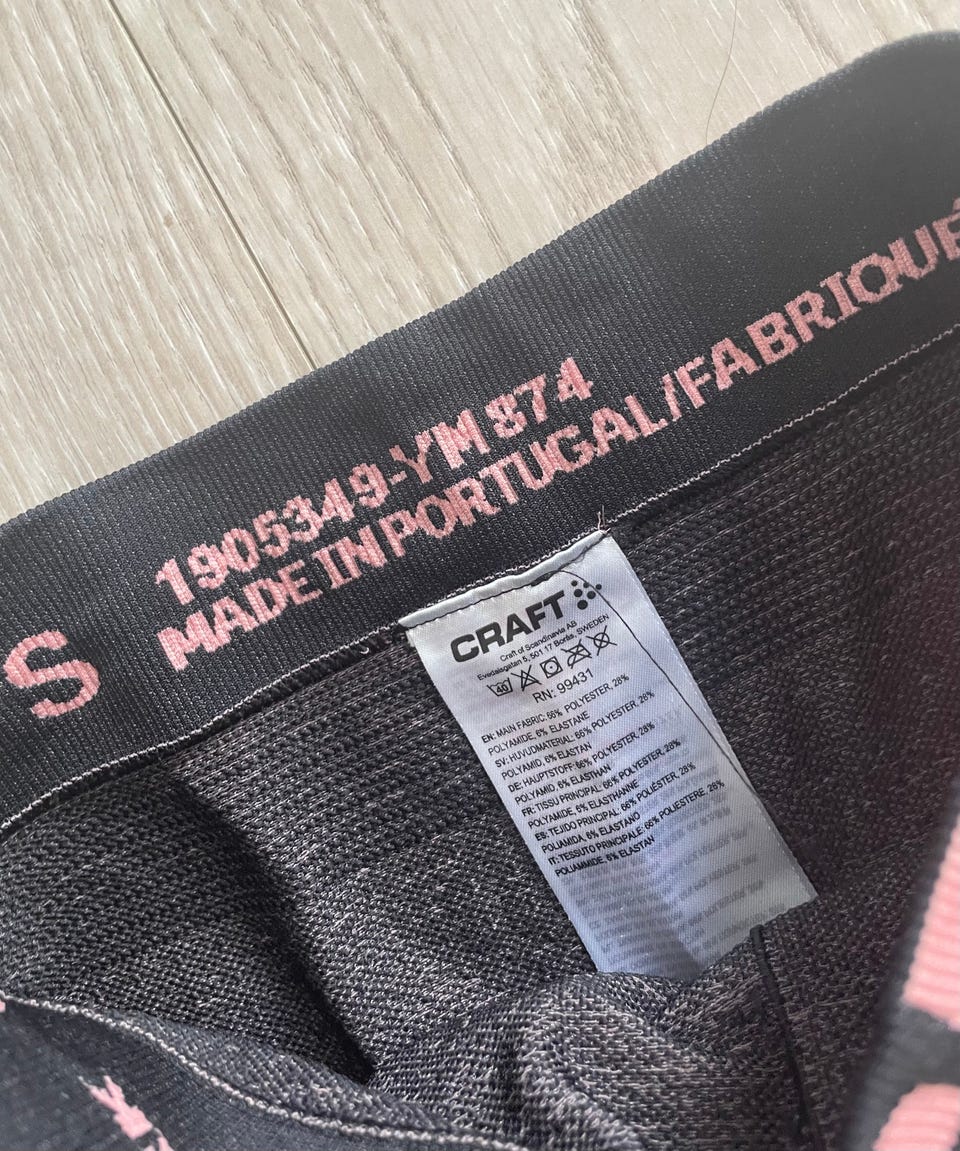 1905349-YM 874
MADE IN PORTUGAL/FABRIQUÉ
S
CRAFT
Craft of Scandinavia AB
Evedalsgatan 5, 501 17 Borås, SWEDEN
40
RN: 99431
EN: MAIN FABRIC: 66% POLYESTER, 28%
POLYAMIDE, 6% ELASTANE
SV: HUVUDMATERIAL: 66% POLYESTER, 28%
POLYAMID, 6% ELASTAN
DE: HAUPTSTOFF: 66% POLYESTER, 28%
POLYAMID, 6% ELASTHAN
FR: TISSU PRINCIPAL: 66% POLYESTER, 28%
POLYAMIDE, 6% ELASTHANNE
ES: TEJIDO PRINCIPAL: 66% POLIÉSTER, 28%
POLIAMIDA, 6% ELASTANO
IT: TESSUTO PRINCIPALE: 66% POLIESTERE, 28%
POLIAMMIDE, 6% ELASTAN